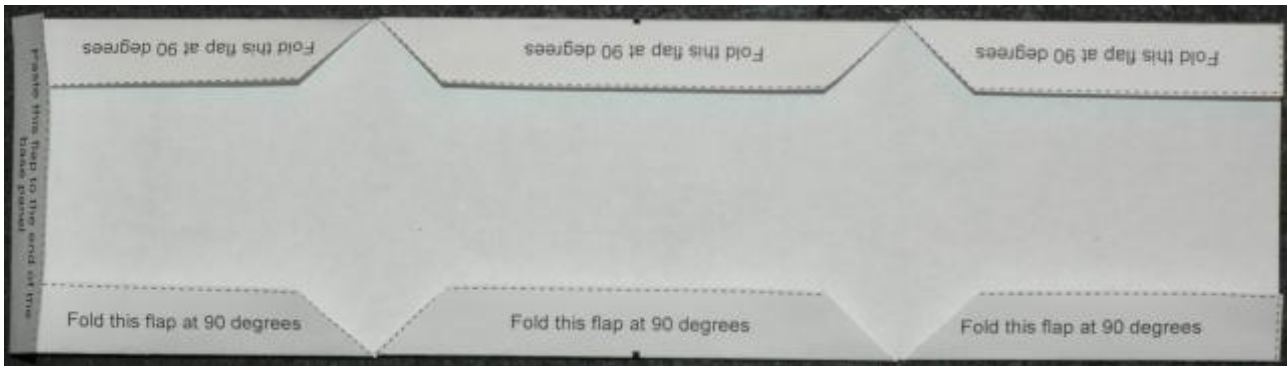 Fold this flap at 90 degrees
Fold this flap at 90 degrees
Fold this flap at 90 degrees
Paste this flap to the end of the
base panel
Fold this flap at 90 degrees
Fold this flap at 90 degrees
Fold this flap at 90 degrees